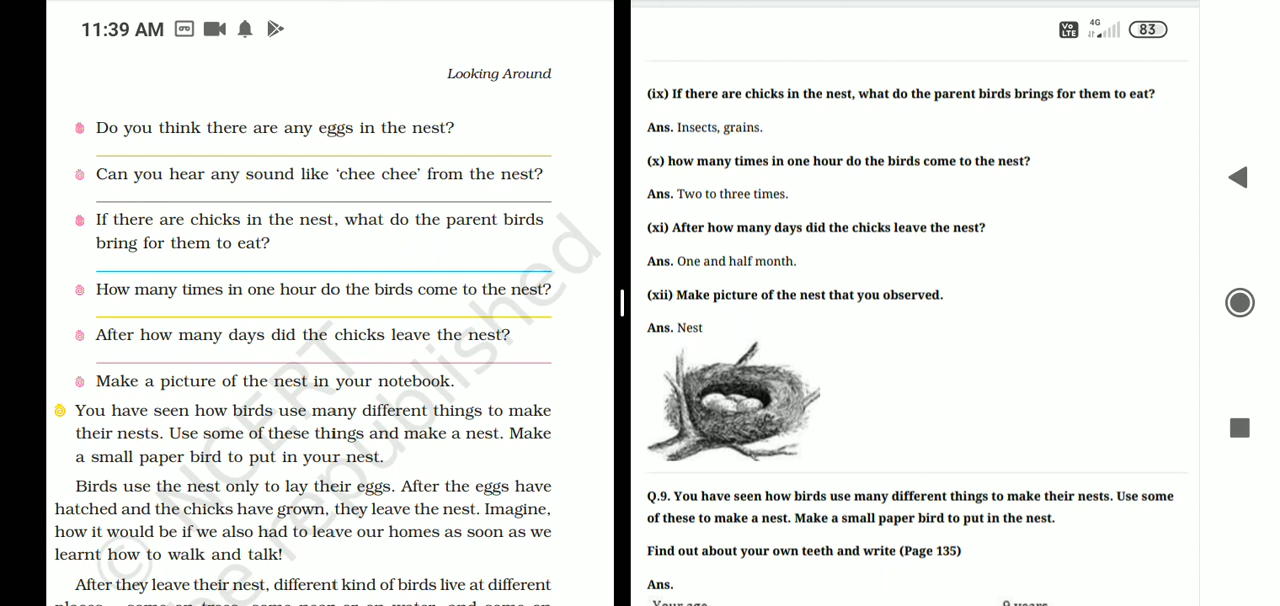 11:39 AM
VoLTE 4G 83
Looking Around
Do you think there are any eggs in the nest?
Can you hear any sound like ‘chee chee’ from the nest?
If there are chicks in the nest, what do the parent birds
bring for them to eat?
How many times in one hour do the birds come to the nest?
After how many days did the chicks leave the nest?
Make a picture of the nest in your notebook.
You have seen how birds use many different things to make
their nests. Use some of these things and make a nest. Make
a small paper bird to put in your nest.
Birds use the nest only to lay their eggs. After the eggs have
hatched and the chicks have grown, they leave the nest. Imagine,
how it would be if we also had to leave our homes as soon as we
learnt how to walk and talk!
After they leave their nest, different kind of birds live at different
© NCERT
be republished
(ix) If there are chicks in the nest, what do the parent birds brings for them to eat?
Ans. Insects, grains.
(x) how many times in one hour do the birds come to the nest?
Ans. Two to three times.
(xi) After how many days did the chicks leave the nest?
Ans. One and half month.
(xii) Make picture of the nest that you observed.
Ans. Nest
Q.9. You have seen how birds use many different things to make their nests. Use some
of these to make a nest. Make a small paper bird to put in the nest.
Find out about your own teeth and write (Page 135)
Ans.
Your age 9 years